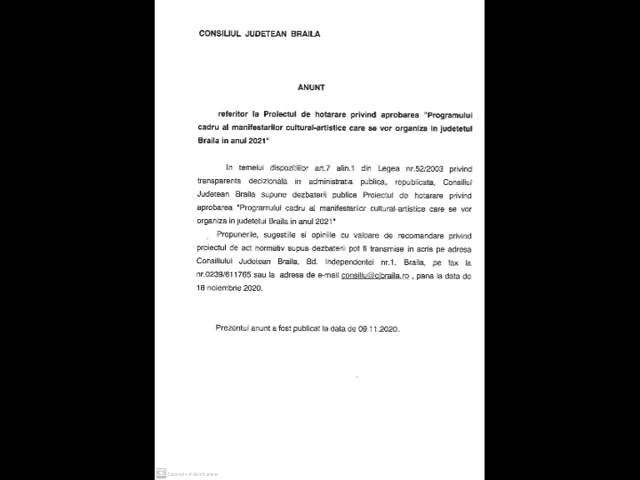 CONSILIUL JUDETEAN BRAILA
ANUNT
referitor la Proiectul de hotarare privind aprobarea "Programului
cadru al manifestarilor cultural-artistice care se vor organiza in judetetul
Braila in anul 2021"
In temeiul dispozitiilor art.7 alin.1 din Legea nr.52/2003 privind
transparenta decizionala in administratia publica, republicata, Consiliul
Judetean Braila supune dezbaterii publice Proiectul de hotarare privind
aprobarea "Programului cadru al manifestarilor cultural-artistice care se vor
organiza in judetetul Braila in anul 2021"
Propunerile, sugestiile si opiniile cu valoare de recomandare privind
proiectul de act normativ supus dezbaterii pot fi transmise in scris pe adresa
Consiliului Judetean Braila, Bd. Independentei nr.1, Braila, pe fax la
nr.0239/611765 sau la adresa de e-mail consiliu@cjbraila.ro , pana la data de
18 noiembrie 2020.
Prezentul anunt a fost publicat la data de 09.11.2020.
CS
Scanned with CamScanner